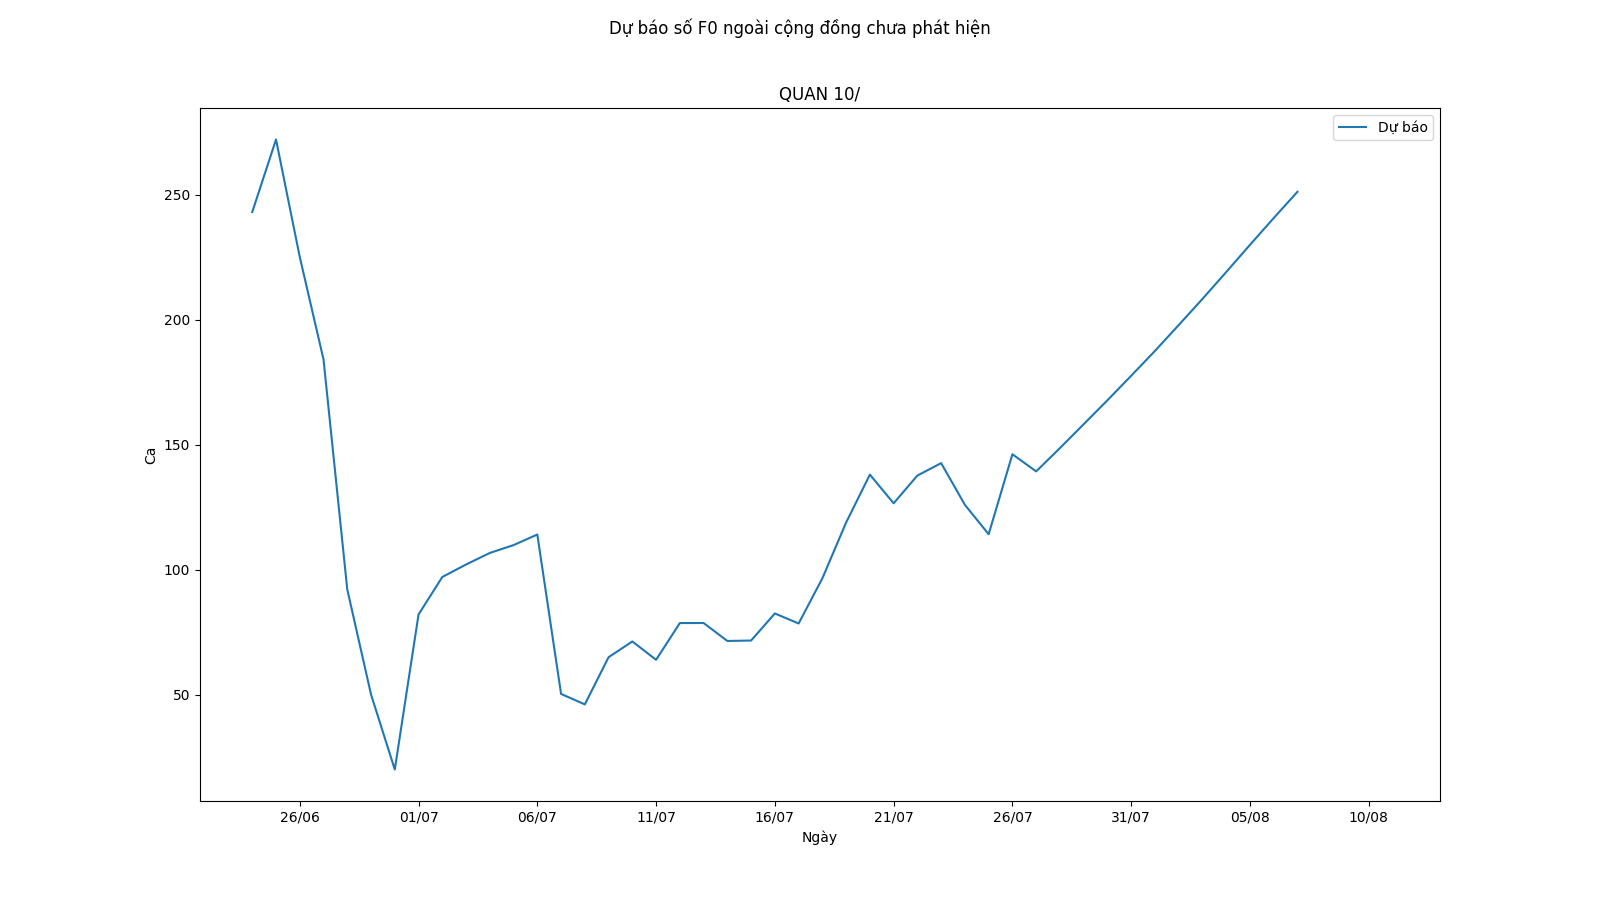 Dự báo số F0 ngoài cộng đồng chưa phát hiện
QUAN 10/
Dự báo
250
200
150
100
50
Ca
26/06 01/07 06/07 11/07 16/07 21/07 26/07 31/07 05/08 10/08
Ngày